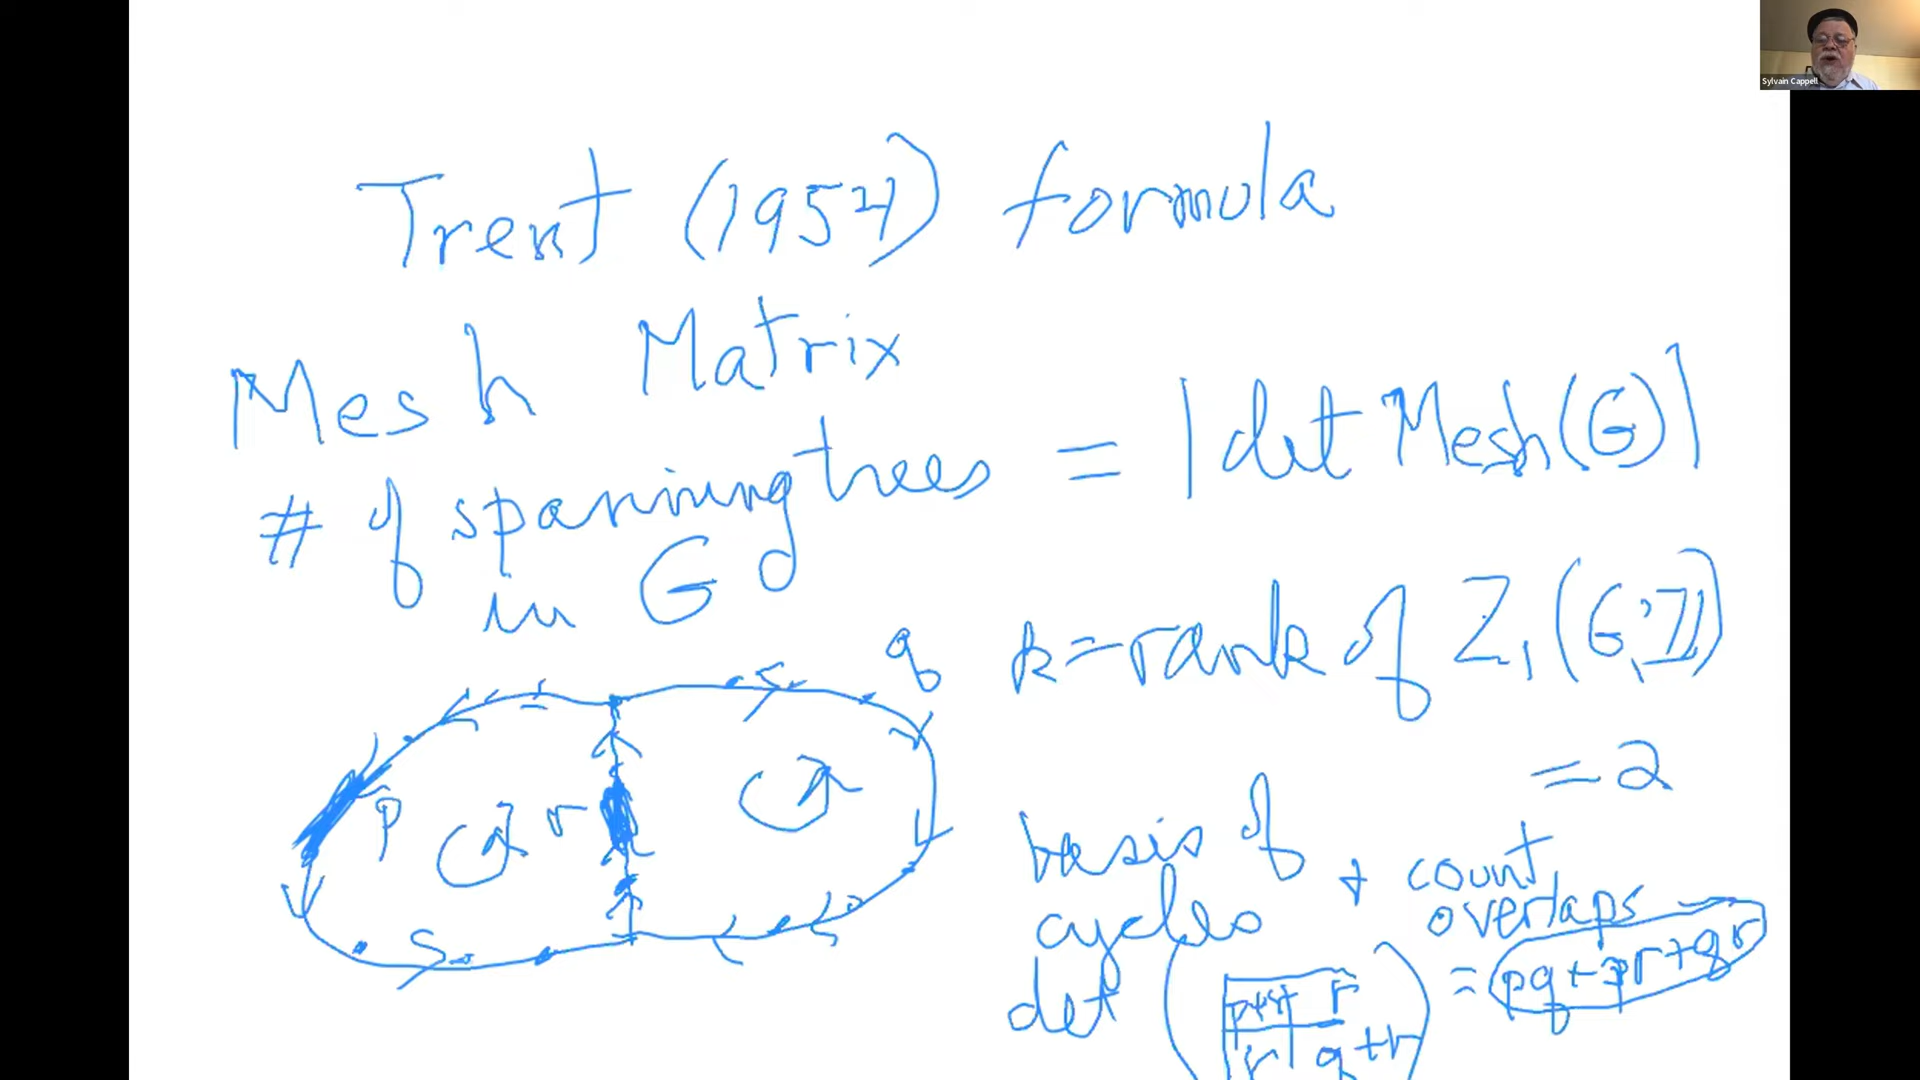 Sylvain Cappell
Trent (1954) formula
Mesh Matrix
# of spanning trees = |det Mesh(G)|
in G
k = rank of Z₁(G; Z)
= 2
q
p
r
basis of + count
cycles overlaps
det ( p+r r = pq+pr+qr
r q+r